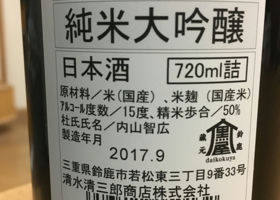 純米大吟醸
日本酒 720ml詰
原材料／米(国産)、米麹（国産米)
アルコール度数／15度、精米歩合／50%
杜氏氏名／内山智広
製造年月
2017.9
蔵元 鈴鹿
daikokuya
三重県鈴鹿市若松東三丁目9番33号
清水清三郎商店株式会社